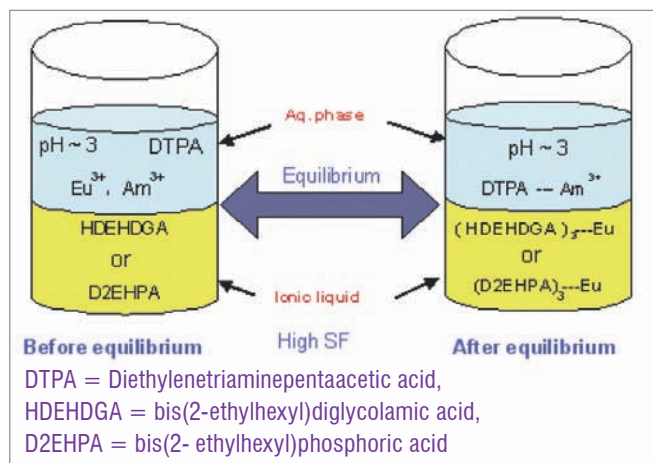 Aq.phase
pH ~ 3 DTPA
Eu³⁺, Am³⁺
HDEHDGA
or
D2EHPA
Equilibrium
Ionic liquid
High SF
pH ~ 3
DTPA --- Am³⁺
(HDEHDGA)₃---Eu
or
(D2EHPA)₃---Eu
Before equilibrium
After equilibrium
DTPA = Diethylenetriaminepentaacetic acid,
HDEHDGA = bis(2-ethylhexyl)diglycolamic acid,
D2EHPA = bis(2- ethylhexyl)phosphoric acid